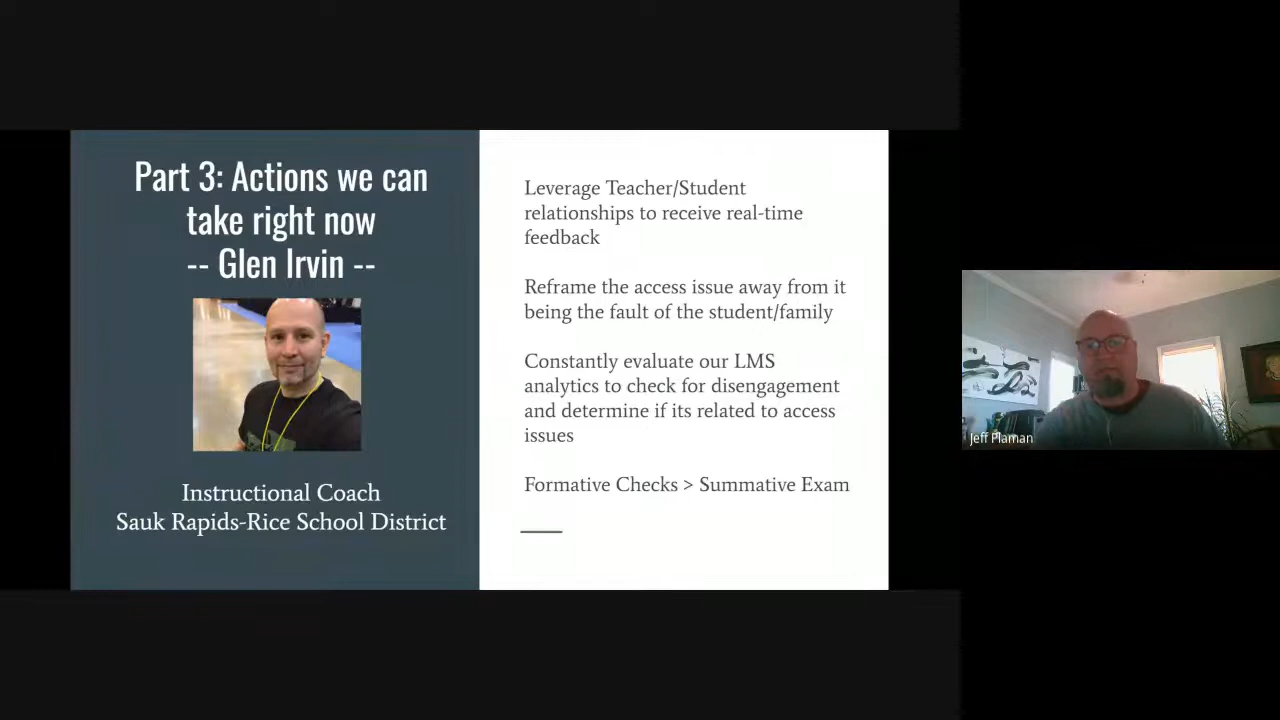 Part 3: Actions we can
take right now
-- Glen Irvin --
Instructional Coach
Sauk Rapids-Rice School District
Leverage Teacher/Student
relationships to receive real-time
feedback
Reframe the access issue away from it
being the fault of the student/family
Constantly evaluate our LMS
analytics to check for disengagement
and determine if its related to access
issues
Formative Checks > Summative Exam
Jeff Plaman